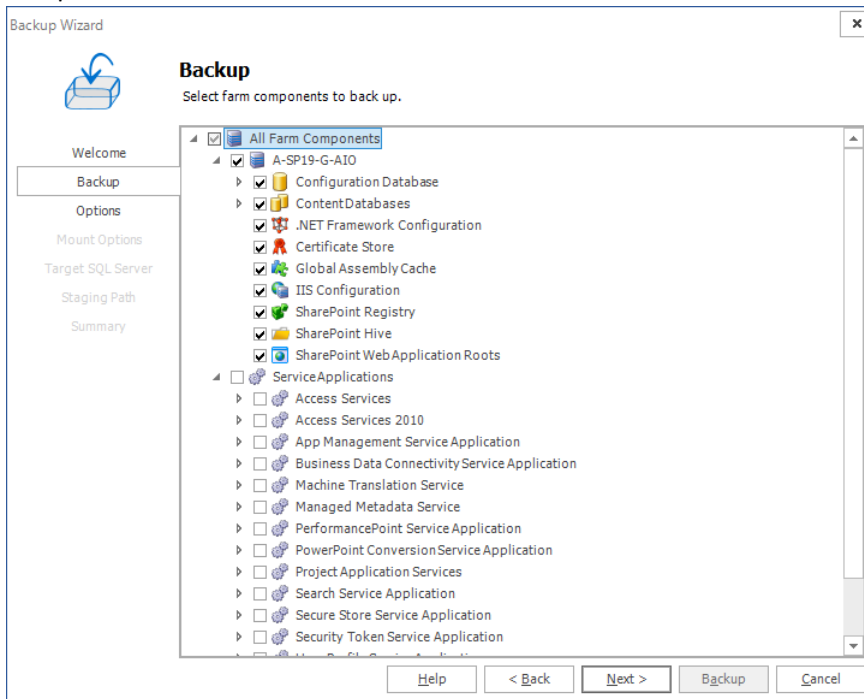 Backup Wizard
Backup
Select farm components to back up.
Welcome
Backup
Options
Mount Options
Target SQL Server
Staging Path
Summary
All Farm Components
A-SP19-G-AIO
Configuration Database
Content Databases
.NET Framework Configuration
Certificate Store
Global Assembly Cache
IIS Configuration
SharePoint Registry
SharePoint Hive
SharePoint Web Application Roots
Service Applications
Access Services
Access Services 2010
App Management Service Application
Business Data Connectivity Service Application
Machine Translation Service
Managed Metadata Service
PerformancePoint Service Application
PowerPoint Conversion Service Application
Project Application Services
Search Service Application
Secure Store Service Application
Security Token Service Application
Help
< Back
Next >
Backup
Cancel